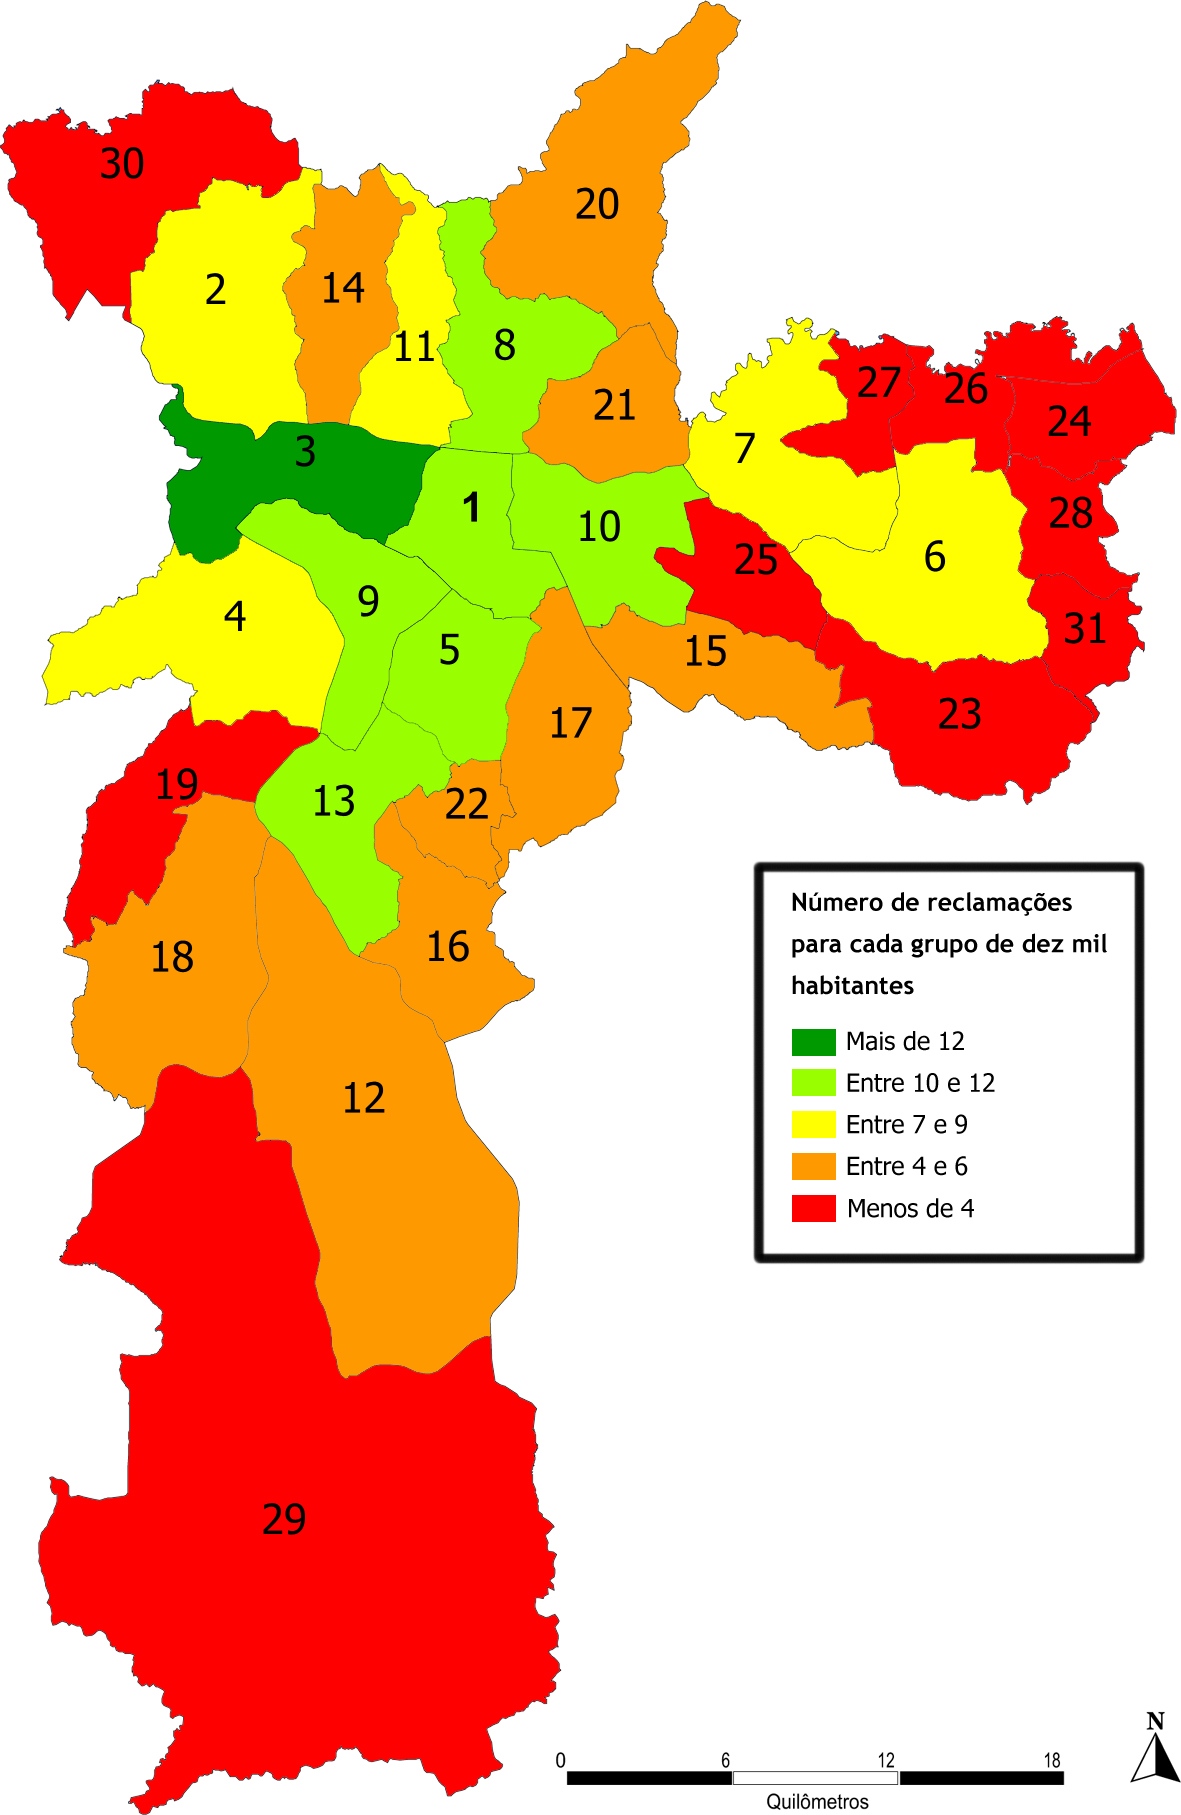 30
20
2
14
11
8
27
26
21
24
7
3
1
10
28
25
6
9
4
31
5
15
23
17
19
13
22
16
18
12
29
Número de reclamações
para cada grupo de dez mil
habitantes
Mais de 12
Entre 10 e 12
Entre 7 e 9
Entre 4 e 6
Menos de 4
N
0 6 12 18
Quilômetros